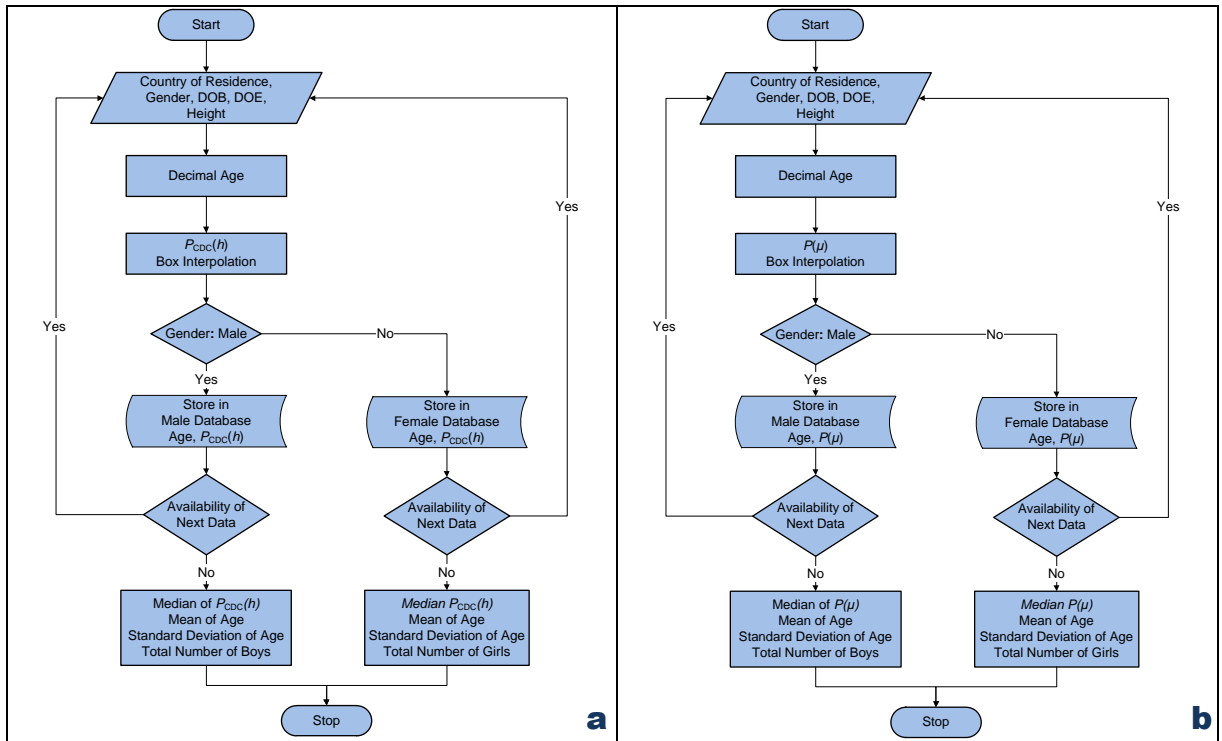 Start
Country of Residence,
Gender, DOB, DOE,
Height
Decimal Age
Yes
P_CDC(h)
Box Interpolation
Yes
Gender: Male
No
Yes
Store in
Male Database
Age, P_CDC(h)
Store in
Female Database
Age, P_CDC(h)
Availability of
Next Data
Availability of
Next Data
No
No
Median of P_CDC(h)
Mean of Age
Standard Deviation of Age
Total Number of Boys
Median P_CDC(h)
Mean of Age
Standard Deviation of Age
Total Number of Girls
Stop
a
Start
Country of Residence,
Gender, DOB, DOE,
Height
Decimal Age
Yes
P(μ)
Box Interpolation
Yes
Gender: Male
No
Yes
Store in
Male Database
Age, P(μ)
Store in
Female Database
Age, P(μ)
Availability of
Next Data
Availability of
Next Data
No
No
Median of P(μ)
Mean of Age
Standard Deviation of Age
Total Number of Boys
Median P(μ)
Mean of Age
Standard Deviation of Age
Total Number of Girls
Stop
b